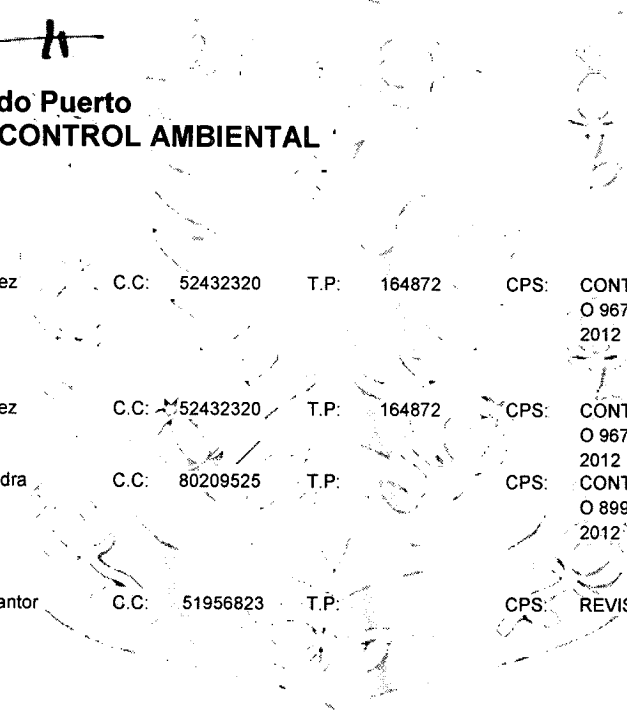 do Puerto
CONTROL AMBIENTAL
ez C.C: 52432320 T.P: 164872 CPS: CONT
O 967
2012
ez C.C: 52432320 T.P: 164872 CPS: CONT
O 967
2012
dra C.C: 80209525 T.P: CPS: CONT
O 899
2012
antor C.C: 51956823 T.P: CPS: REVIS